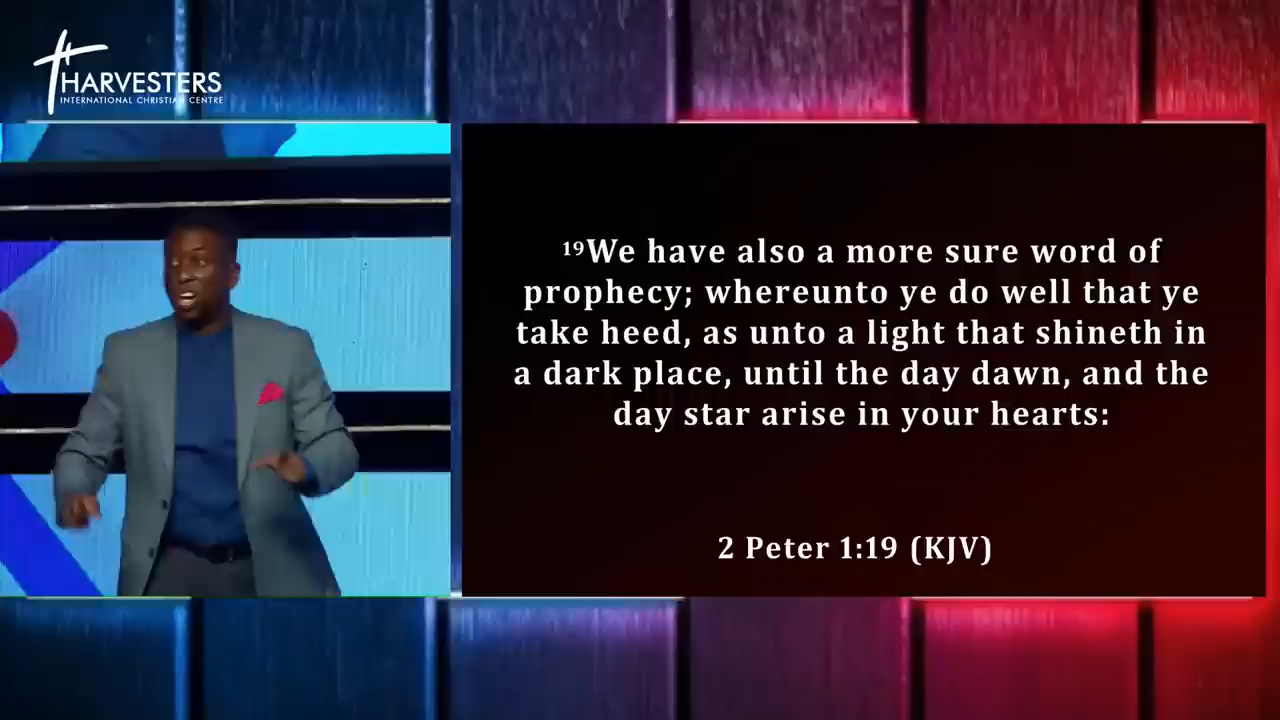 HARVESTERS
INTERNATIONAL CHRISTIAN CENTRE
¹⁹We have also a more sure word of
prophecy; whereunto ye do well that ye
take heed, as unto a light that shineth in
a dark place, until the day dawn, and the
day star arise in your hearts:
2 Peter 1:19 (KJV)